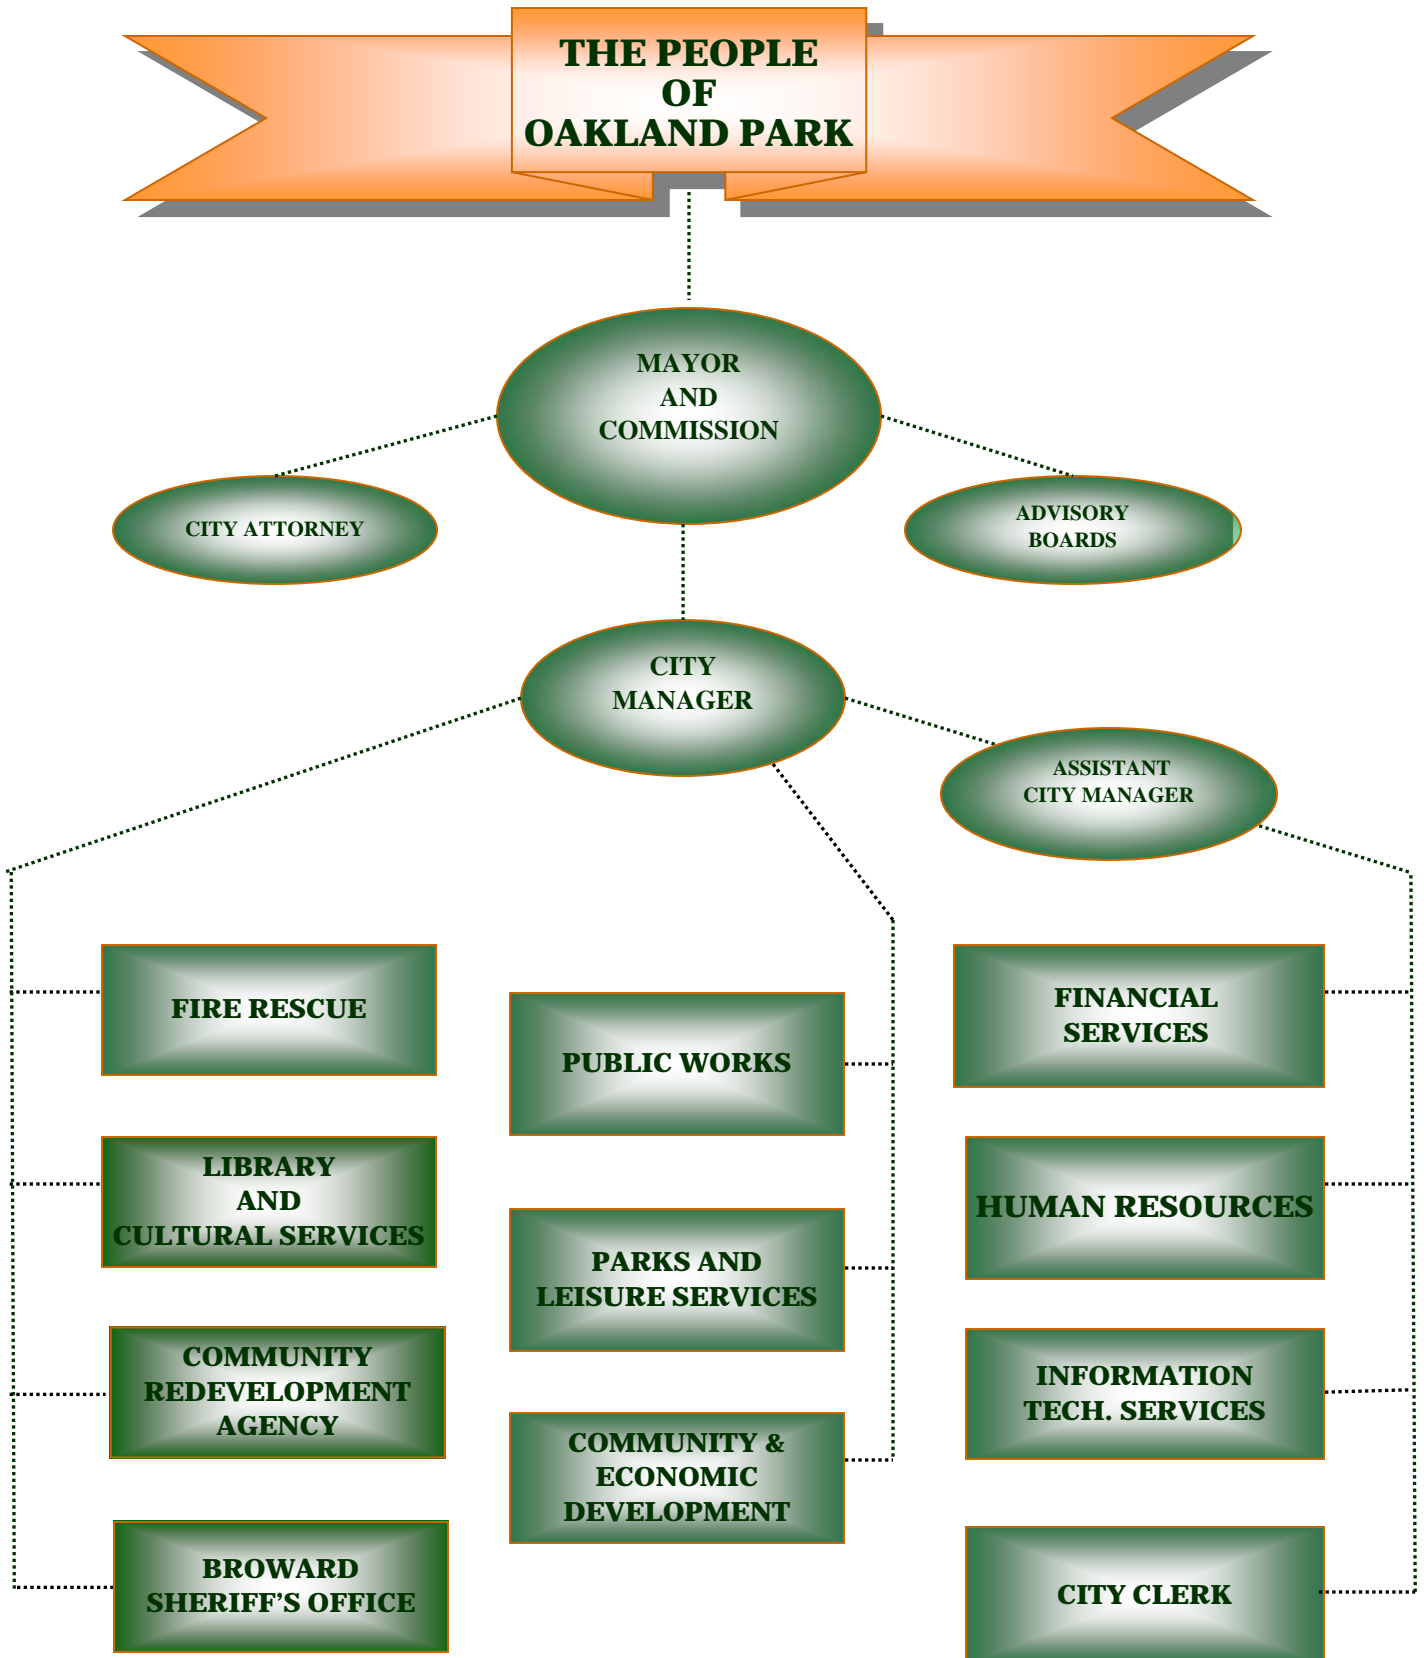 THE PEOPLE
OF
OAKLAND PARK
MAYOR
AND
COMMISSION
CITY ATTORNEY
ADVISORY
BOARDS
CITY
MANAGER
ASSISTANT
CITY MANAGER
FIRE RESCUE
LIBRARY
AND
CULTURAL SERVICES
COMMUNITY
REDEVELOPMENT
AGENCY
BROWARD
SHERIFF’S OFFICE
PUBLIC WORKS
PARKS AND
LEISURE SERVICES
COMMUNITY &
ECONOMIC
DEVELOPMENT
FINANCIAL
SERVICES
HUMAN RESOURCES
INFORMATION
TECH. SERVICES
CITY CLERK